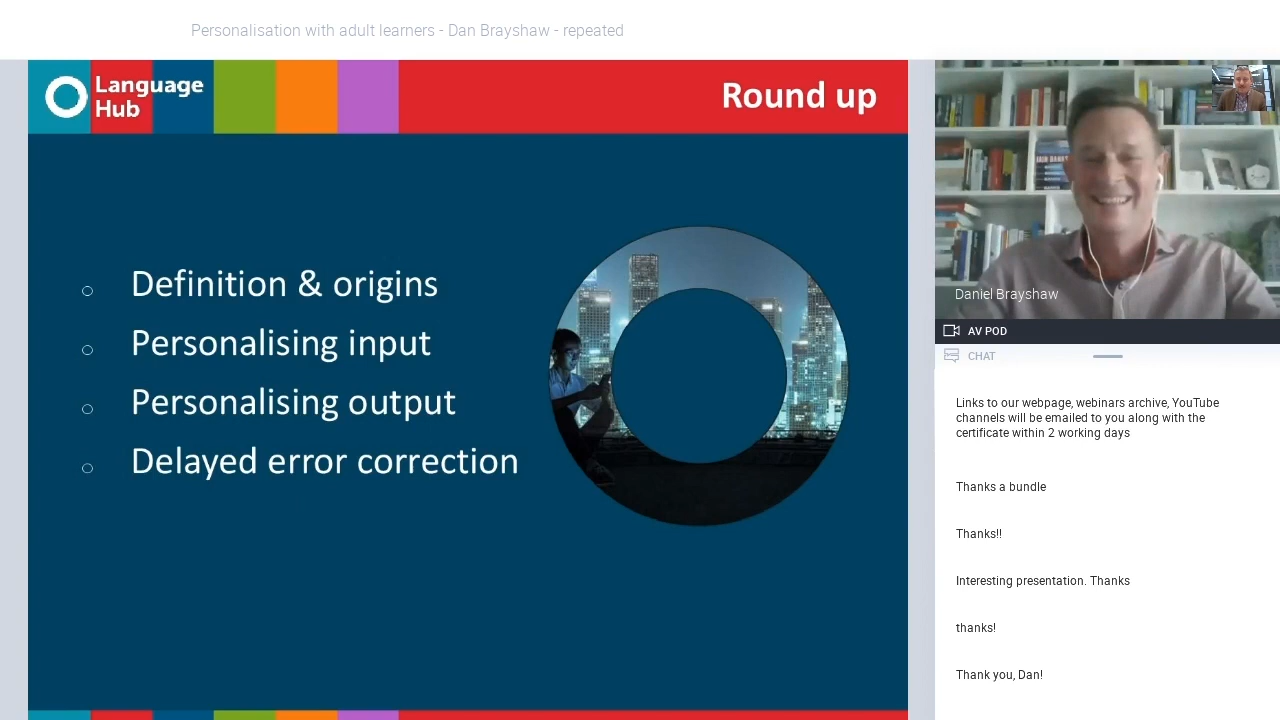 Personalisation with adult learners - Dan Brayshaw - repeated
Language
Hub
Round up
Definition & origins
Personalising input
Personalising output
Delayed error correction
IAIN BANKS
Daniel Brayshaw
AV POD
CHAT
Links to our webpage, webinars archive, YouTube
channels will be emailed to you along with the
certificate within 2 working days
Thanks a bundle
Thanks!!
Interesting presentation. Thanks
thanks!
Thank you, Dan!